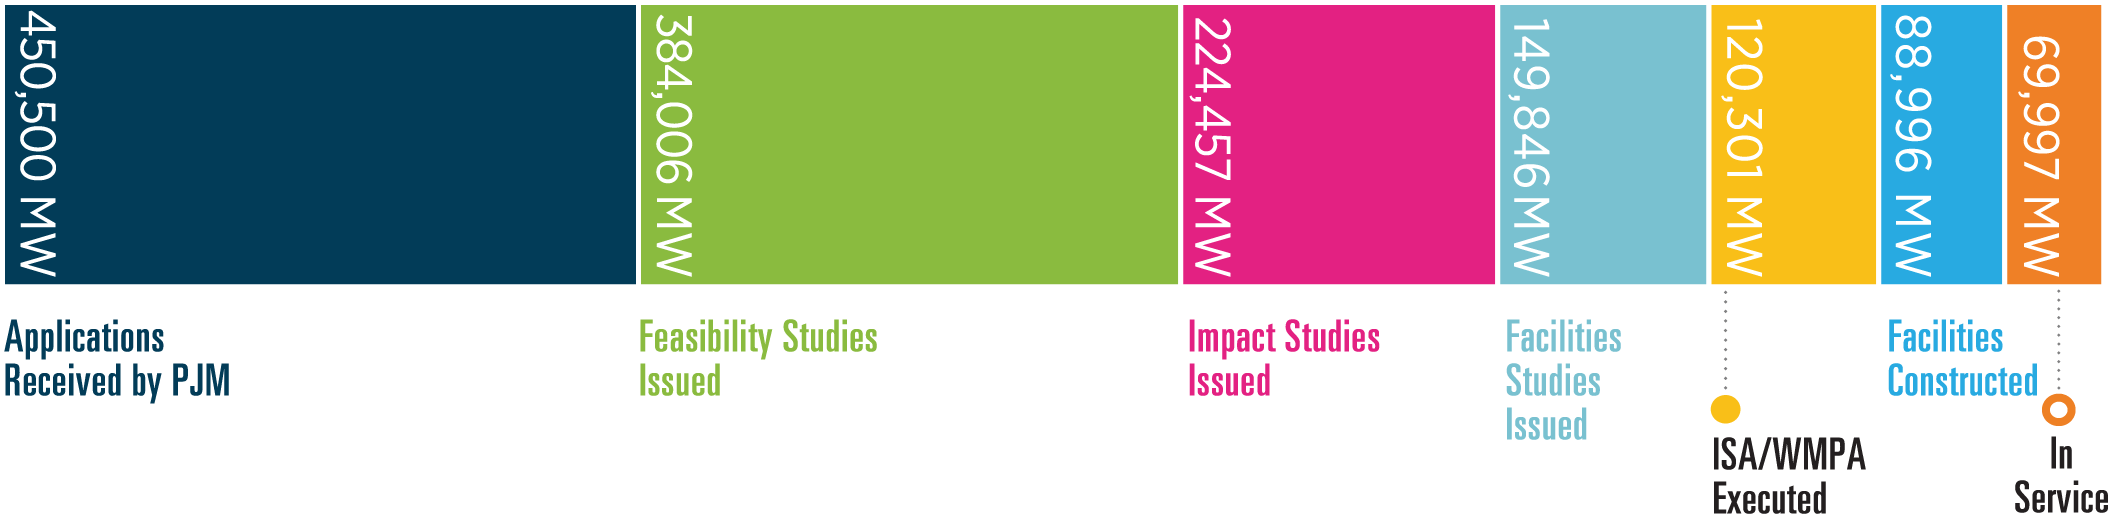 450,500 MW
384,006 MW
224,457 MW
149,846 MW
120,301 MW
88,996 MW
69,997 MW
Applications
Received by PJM
Feasibility Studies
Issued
Impact Studies
Issued
Facilities
Studies
Issued
ISA/WMPA
Executed
Facilities
Constructed
In
Service